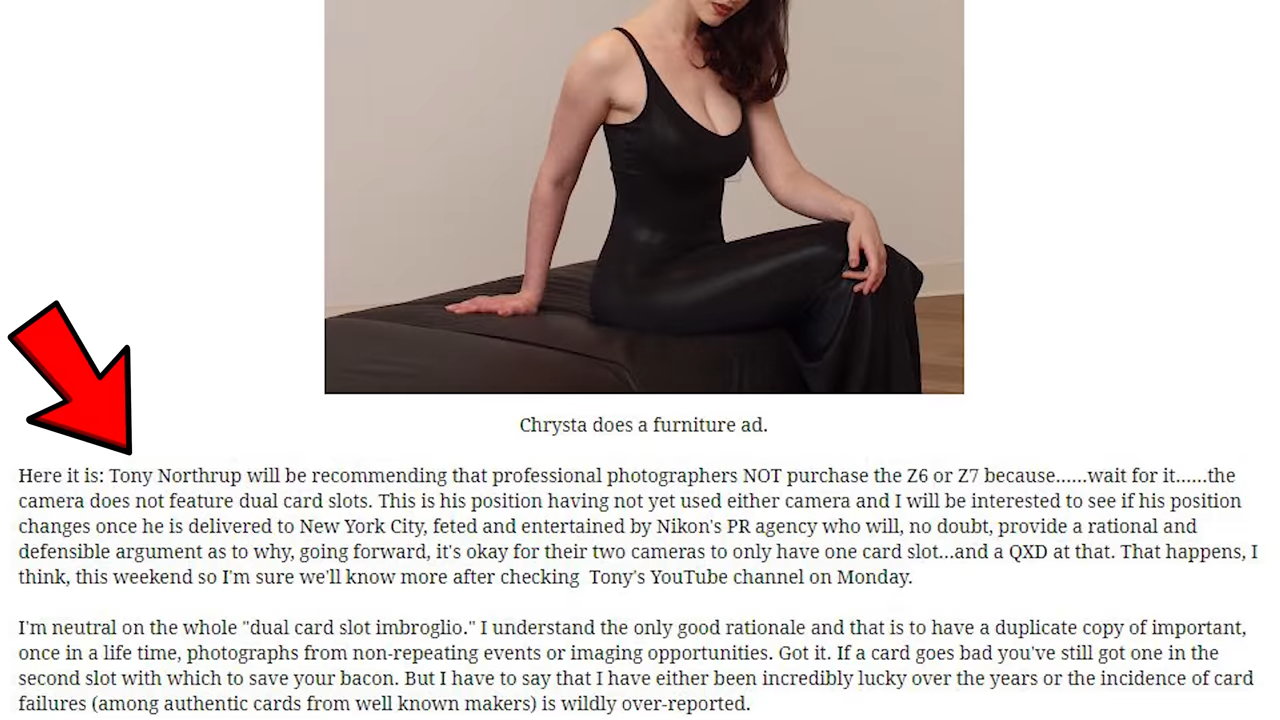 Chrysta does a furniture ad.
Here it is: Tony Northrup will be recommending that professional photographers NOT purchase the Z6 or Z7 because......wait for it......the
camera does not feature dual card slots. This is his position having not yet used either camera and I will be interested to see if his position
changes once he is delivered to New York City, feted and entertained by Nikon's PR agency who will, no doubt, provide a rational and
defensible argument as to why, going forward, it's okay for their two cameras to only have one card slot...and a QXD at that. That happens, I
think, this weekend so I'm sure we'll know more after checking  Tony's YouTube channel on Monday.
I'm neutral on the whole "dual card slot imbroglio." I understand the only good rationale and that is to have a duplicate copy of important,
once in a life time, photographs from non-repeating events or imaging opportunities. Got it. If a card goes bad you've still got one in the
second slot with which to save your bacon. But I have to say that I have either been incredibly lucky over the years or the incidence of card
failures (among authentic cards from well known makers) is wildly over-reported.